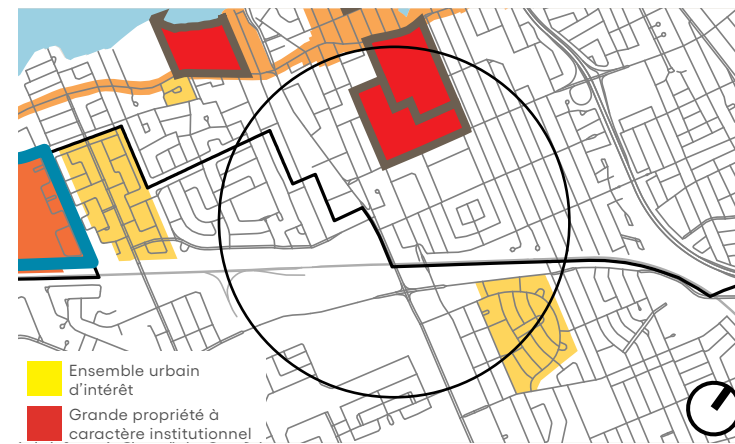 Ensemble urbain
d'intérêt
Grande propriété à
caractère institutionnel